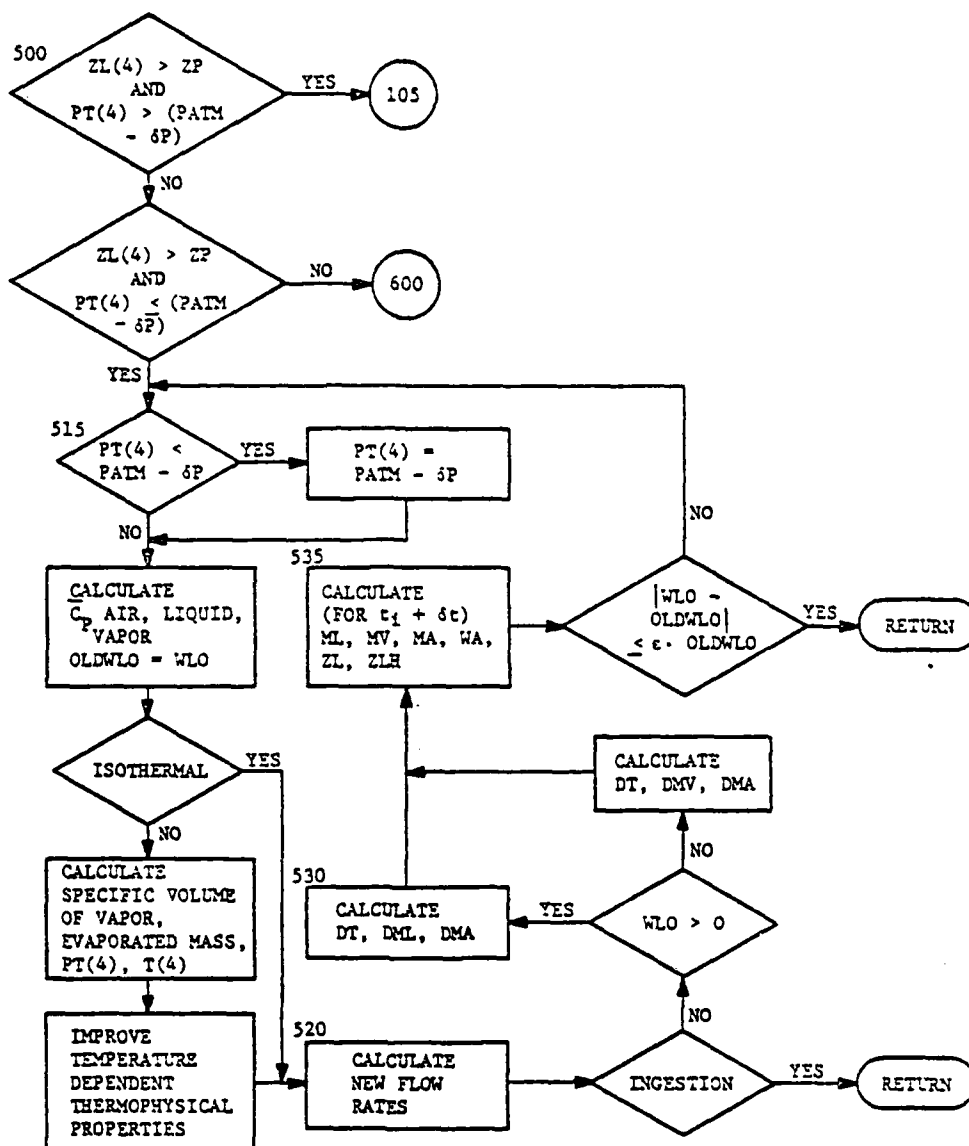 500
ZL(4) > ZP
AND
PT(4) > (PATM
- δP)
YES
105
NO
ZL(4) > ZP
AND
PT(4) ≤ (PATM
- δP)
NO
600
YES
515
PT(4) <
PATM - δP
YES
PT(4) =
PATM - δP
NO
CALCULATE
C̅p AIR, LIQUID,
VAPOR
OLDWLO = WLO
535
CALCULATE
(FOR ti + δt)
ML, MV, MA, WA,
ZL, ZLH
NO
|WLO -
OLDWLO|
≤ ε· OLDWLO
YES
RETURN
ISOTHERMAL
YES
NO
CALCULATE
DT, DMV, DMA
NO
CALCULATE
SPECIFIC VOLUME
OF VAPOR,
EVAPORATED MASS,
PT(4), T(4)
530
CALCULATE
DT, DML, DMA
YES
WLO > 0
NO
IMPROVE
TEMPERATURE
DEPENDENT
THERMOPHYSICAL
PROPERTIES
520
CALCULATE
NEW FLOW
RATES
INGESTION
YES
RETURN